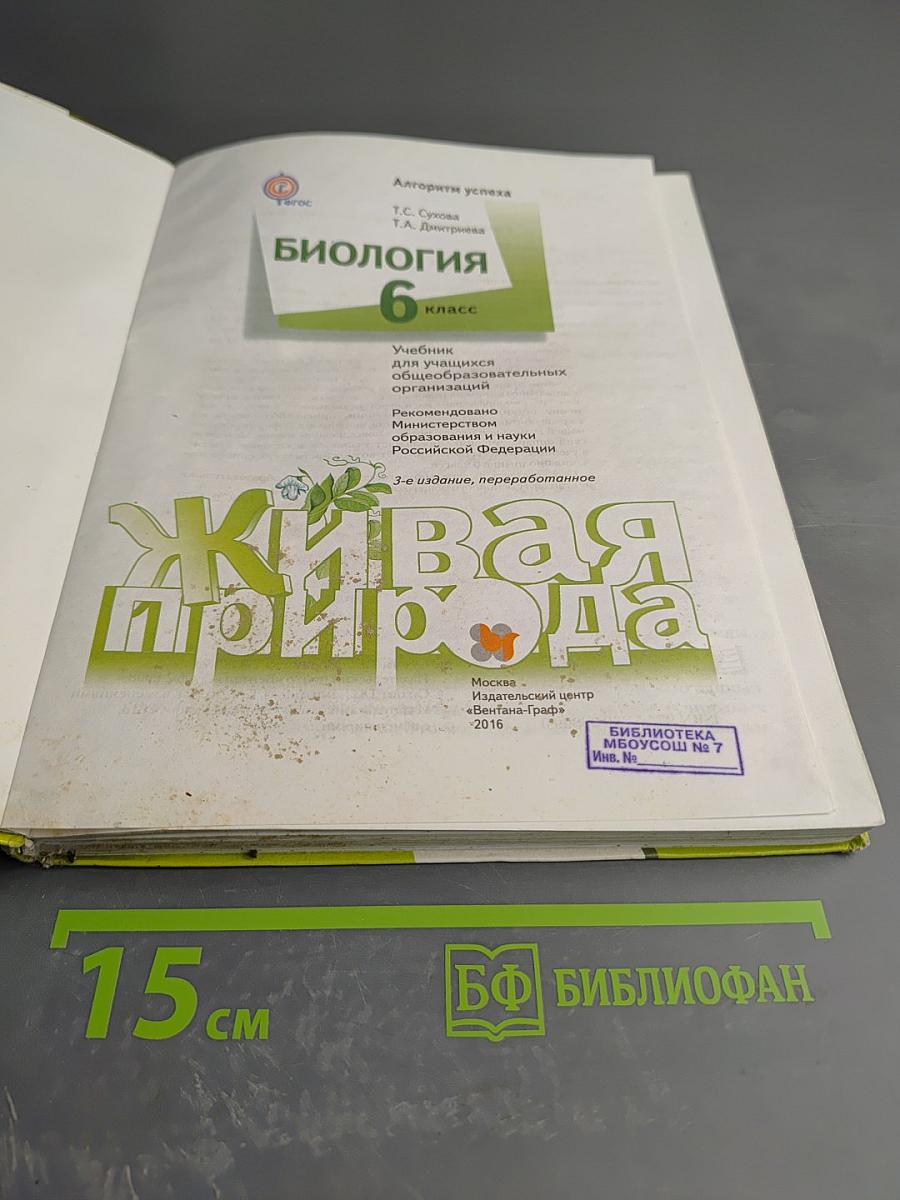 ФГОС
Алгоритм успеха
Т.С. Сухова
Т.А. Дмитриева
БИОЛОГИЯ
6 класс
Учебник
для учащихся
общеобразовательных
организаций
Рекомендовано
Министерством
образования и науки
Российской Федерации
3-е издание, переработанное
Живая
природа
Москва
Издательский центр
«Вентана-Граф»
2016
БИБЛИОТЕКА
МБОУСОШ № 7
Инв. №
15 см
БФ БИБЛИОФАН